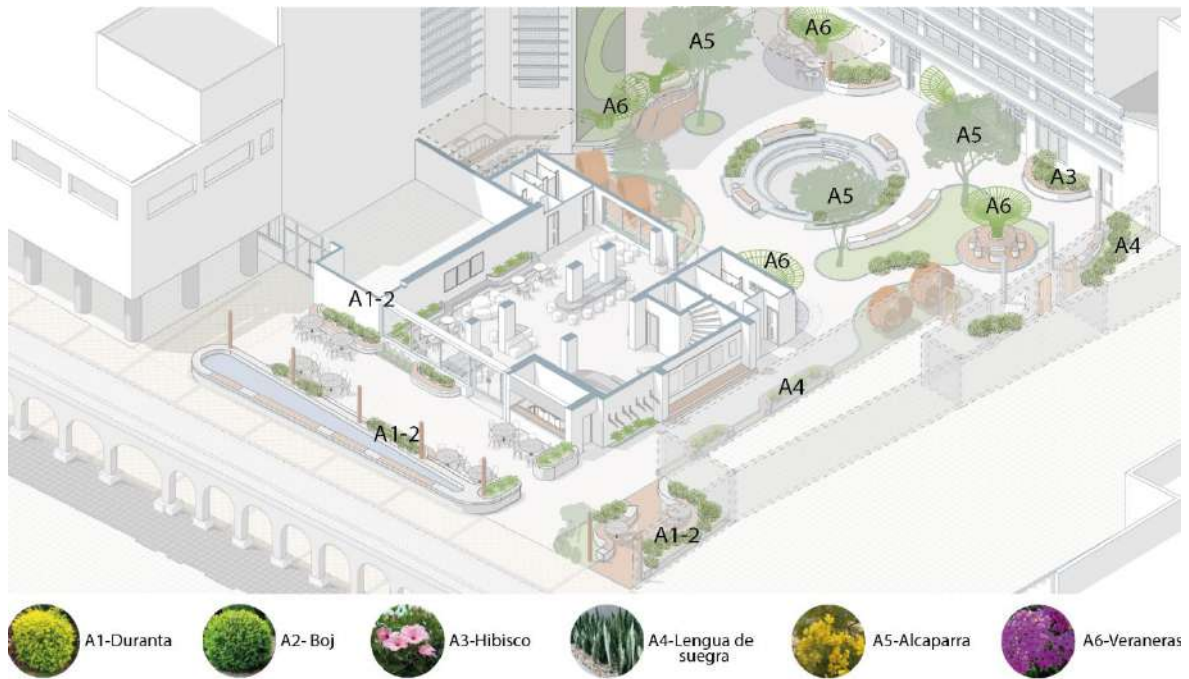 A6
A5
A6
A5
A3
A5
A6
A4
A6
A1-2
A4
A1-2
A1-2
A1-Duranta
A2- Boj
A3-Hibisco
A4-Lengua de
suegra
A5-Alcaparra
A6-Veraneras